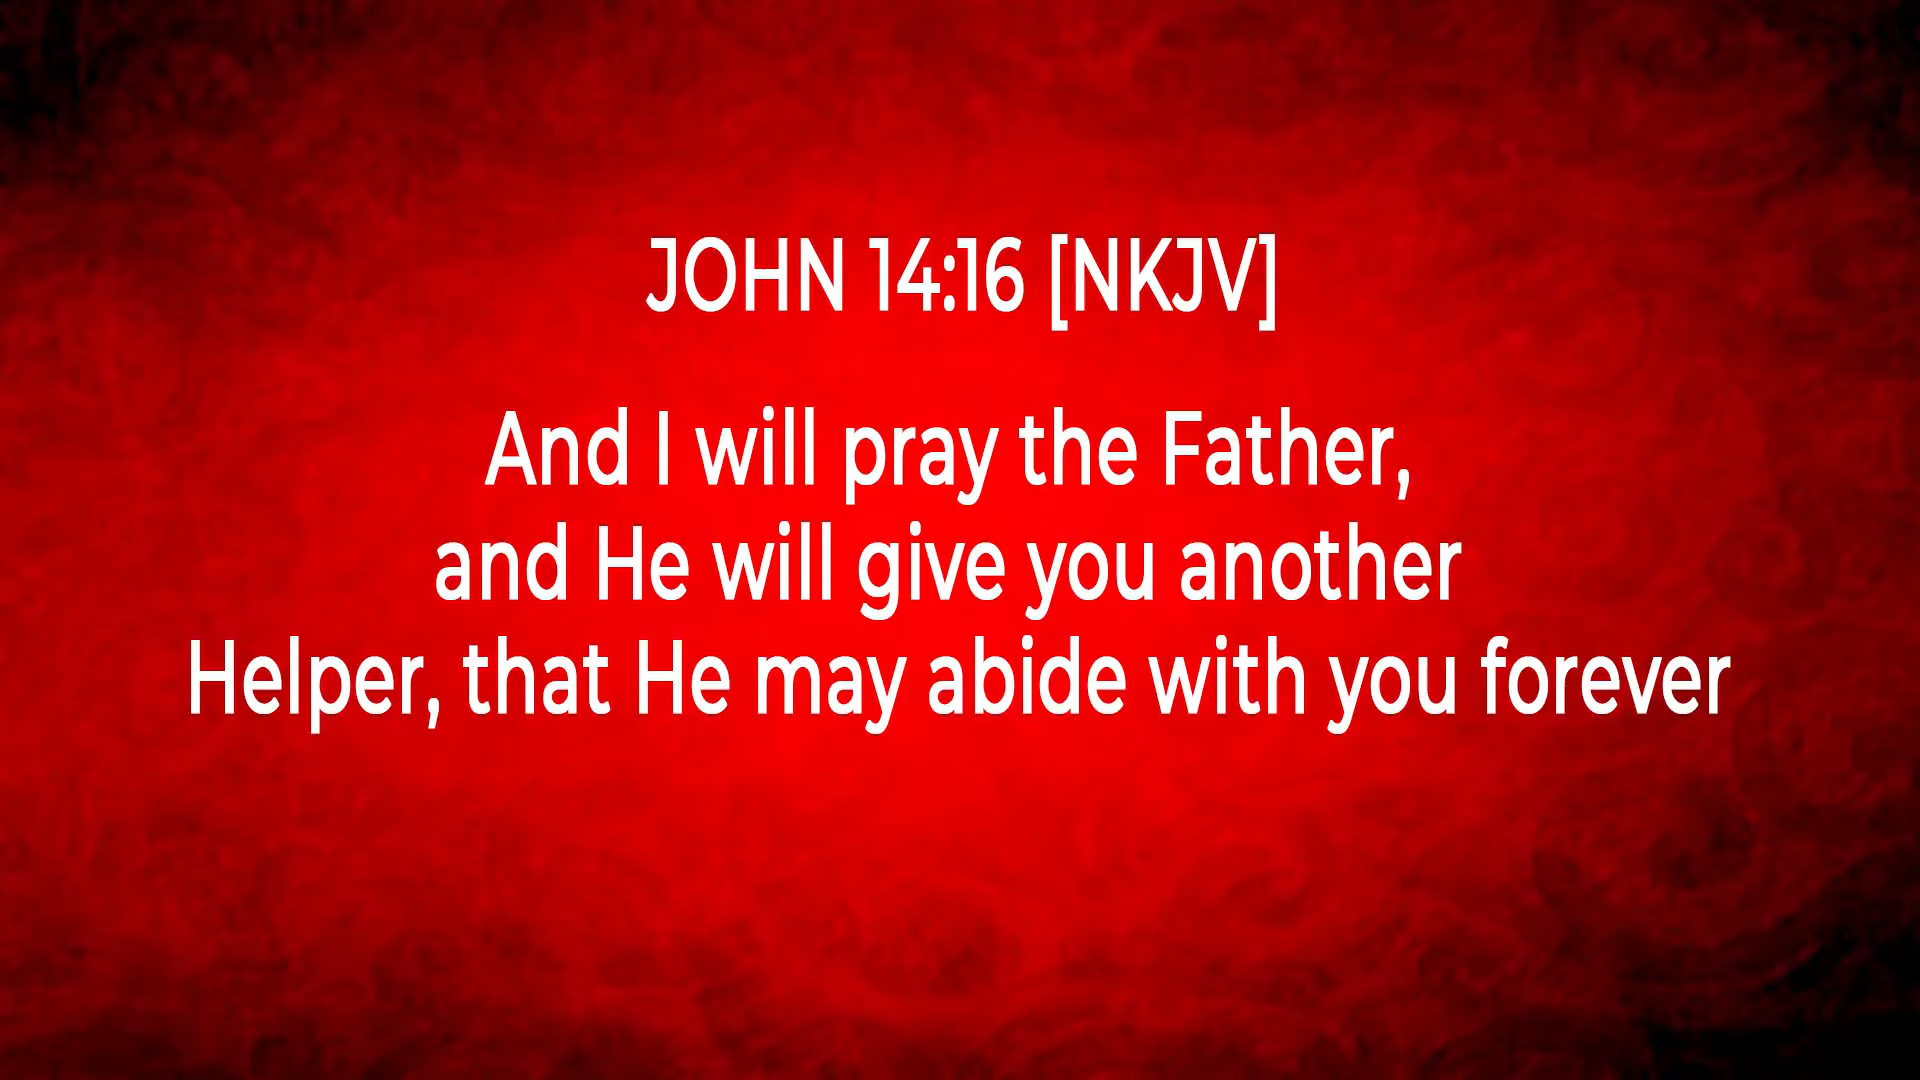 JOHN 14:16 [NKJV]
And I will pray the Father,
and He will give you another
Helper, that He may abide with you forever